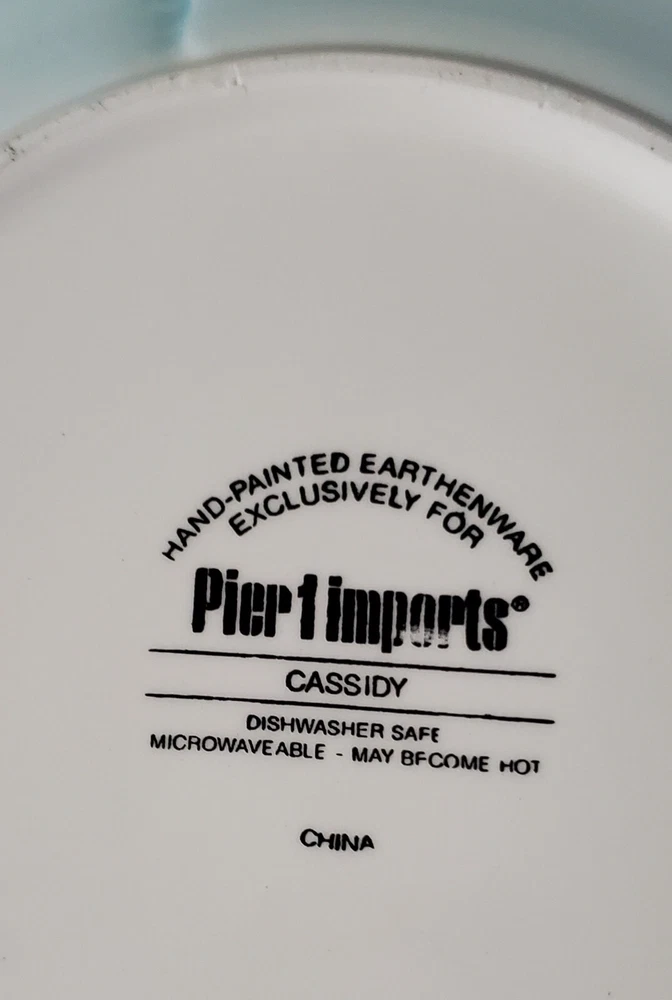 HAND-PAINTED EARTHENWARE
EXCLUSIVELY FOR
Pier 1 imports®
CASSIDY
DISHWASHER SAFE
MICROWAVEABLE - MAY BECOME HOT
CHINA